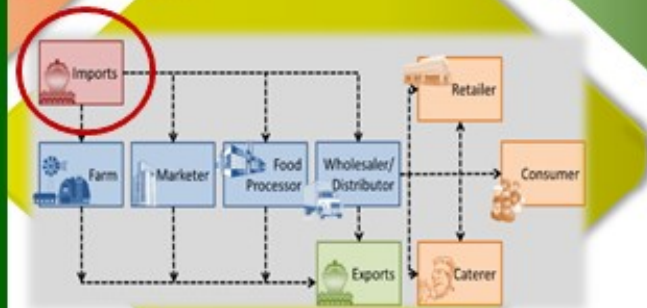 Imports
Retailer
Farm
Marketer
Food
Processor
Wholesaler/
Distributor
Consumer
Exports
Caterer